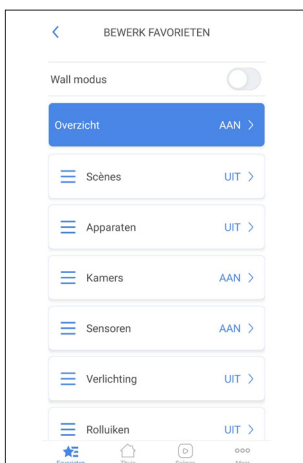 BEWERK FAVORIETEN
Wall modus
Overzicht AAN
Scènes UIT
Apparaten UIT
Kamers AAN
Sensoren AAN
Verlichting UIT
Rolluiken UIT